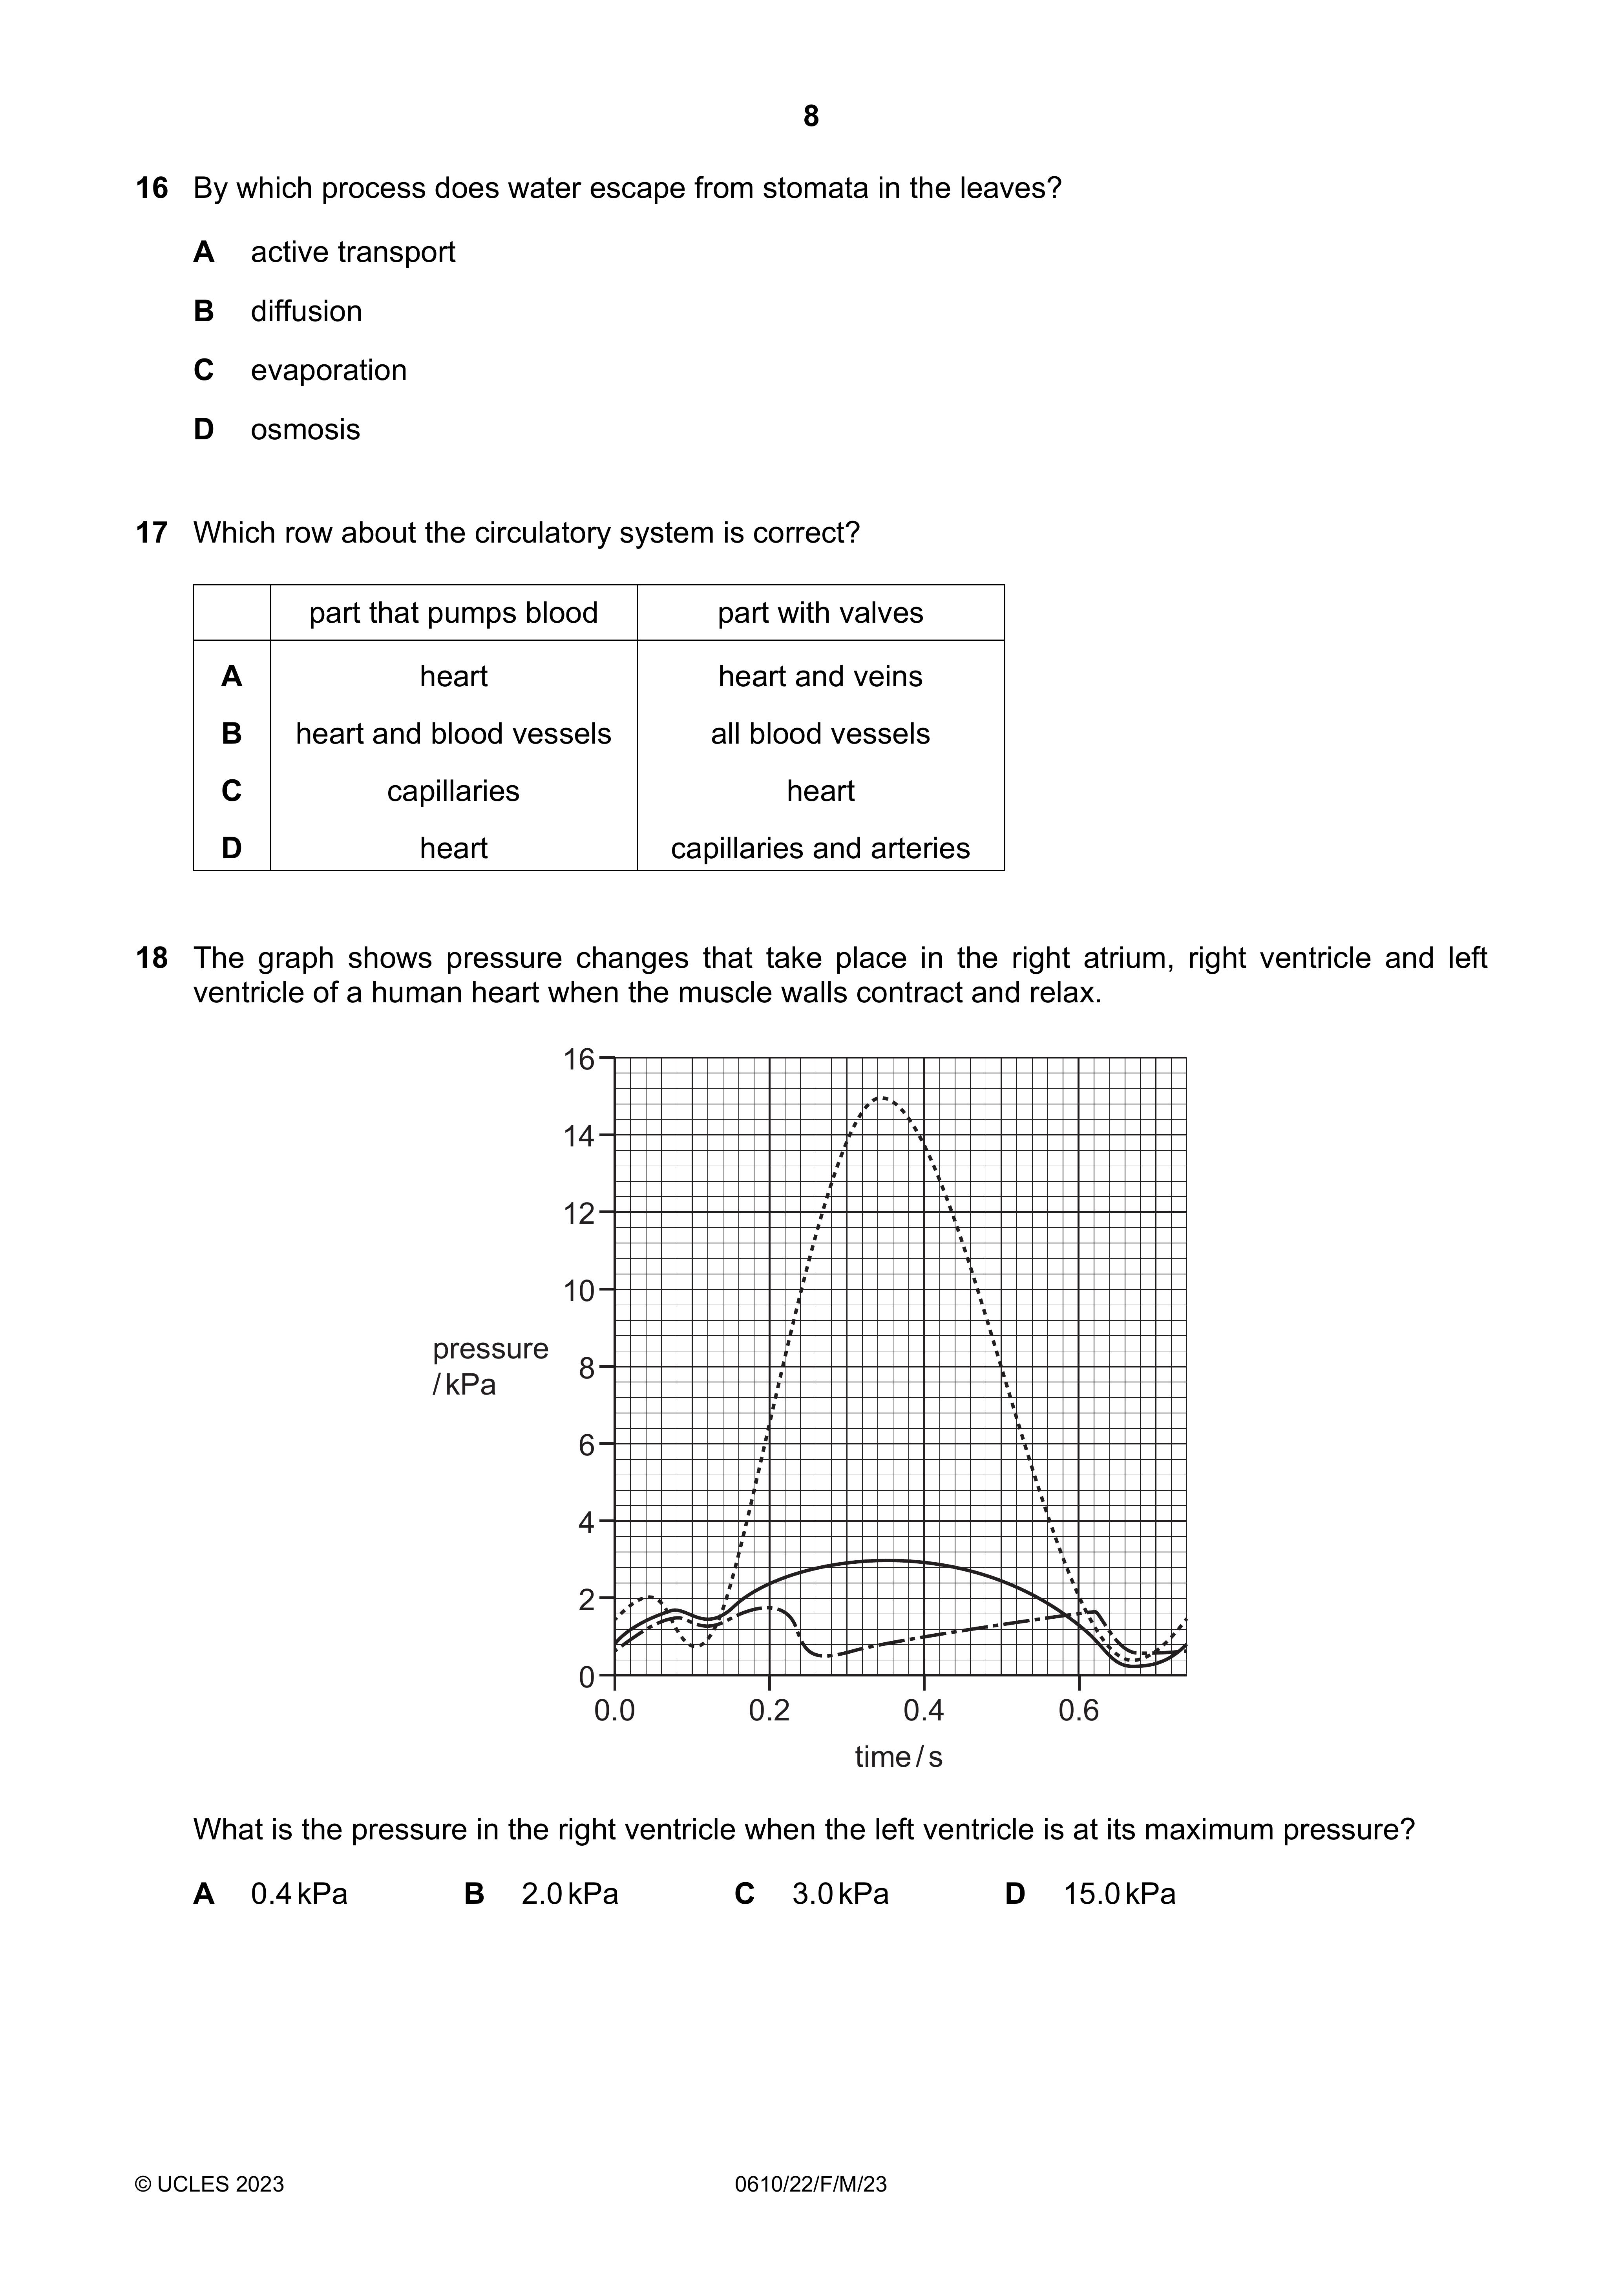 8
16 By which process does water escape from stomata in the leaves?
A active transport
B diffusion
C evaporation
D osmosis
17 Which row about the circulatory system is correct?
part that pumps blood part with valves
A heart heart and veins
B heart and blood vessels all blood vessels
C capillaries heart
D heart capillaries and arteries
18 The graph shows pressure changes that take place in the right atrium, right ventricle and left
ventricle of a human heart when the muscle walls contract and relax.
16
14
12
10
pressure
/ kPa
8
6
4
2
0
0.0 0.2 0.4 0.6
time / s
What is the pressure in the right ventricle when the left ventricle is at its maximum pressure?
A 0.4 kPa B 2.0 kPa C 3.0 kPa D 15.0 kPa
© UCLES 2023 0610/22/F/M/23